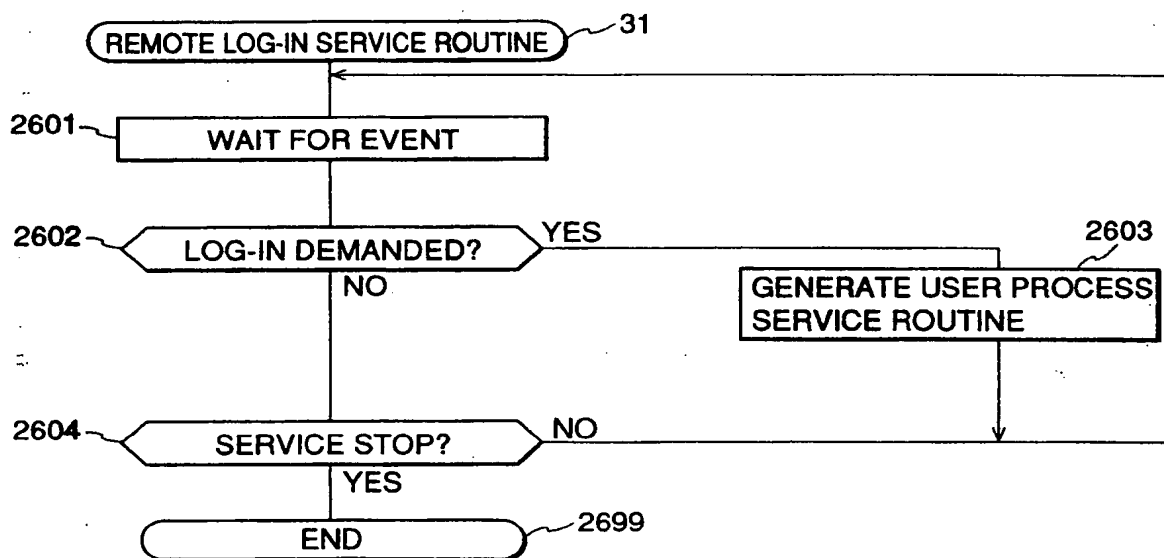 REMOTE LOG-IN SERVICE ROUTINE
31
2601
WAIT FOR EVENT
2602
LOG-IN DEMANDED?
YES
NO
2603
GENERATE USER PROCESS
SERVICE ROUTINE
2604
SERVICE STOP?
NO
YES
END
2699